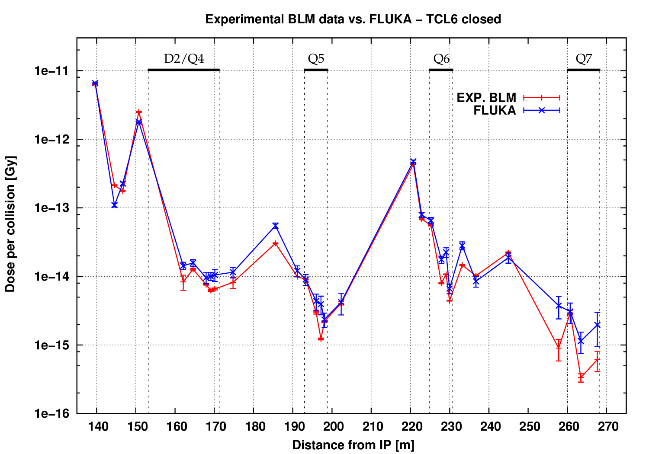 Experimental BLM data vs. FLUKA − TCL6 closed
D2/Q4 Q5 Q6 Q7
EXP. BLM
FLUKA
Dose per collision [Gy]
1e−11
1e−12
1e−13
1e−14
1e−15
1e−16
140 150 160 170 180 190 200 210 220 230 240 250 260 270
Distance from IP [m]